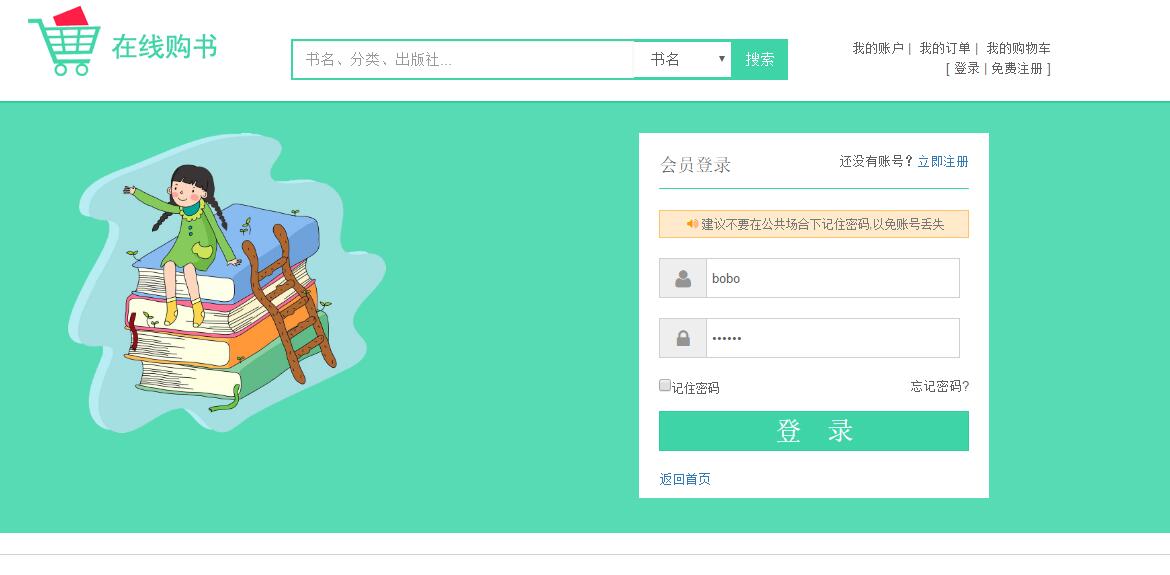 在线购书
书名、分类、出版社...
书名
搜索
我的账户 | 我的订单 | 我的购物车
[ 登录 | 免费注册 ]
会员登录
还没有账号？立即注册
建议不要在公共场合下记住密码,以免账号丢失
bobo
••••••
记住密码
忘记密码?
登 录
返回首页